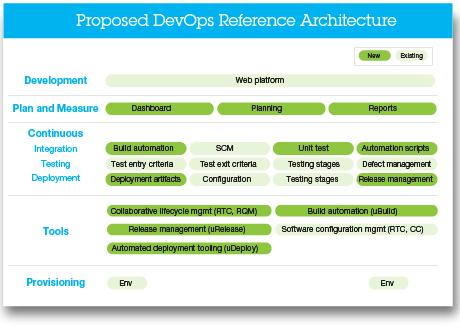 Proposed DevOps Reference Architecture
New Existing
Development Web platform
Plan and Measure Dashboard Planning Reports
Continuous
Integration Build automation SCM Unit test Automation scripts
Testing Test entry criteria Test exit criteria Testing stages Defect management
Deployment Deployment artifacts Configuration Testing stages Release management
Collaborative lifecycle mgmt (RTC, RQM) Build automation (uBuild)
Tools Release management (uRelease) Software configuration mgmt (RTC, CC)
Automated deployment tooling (uDeploy)
Provisioning Env Env